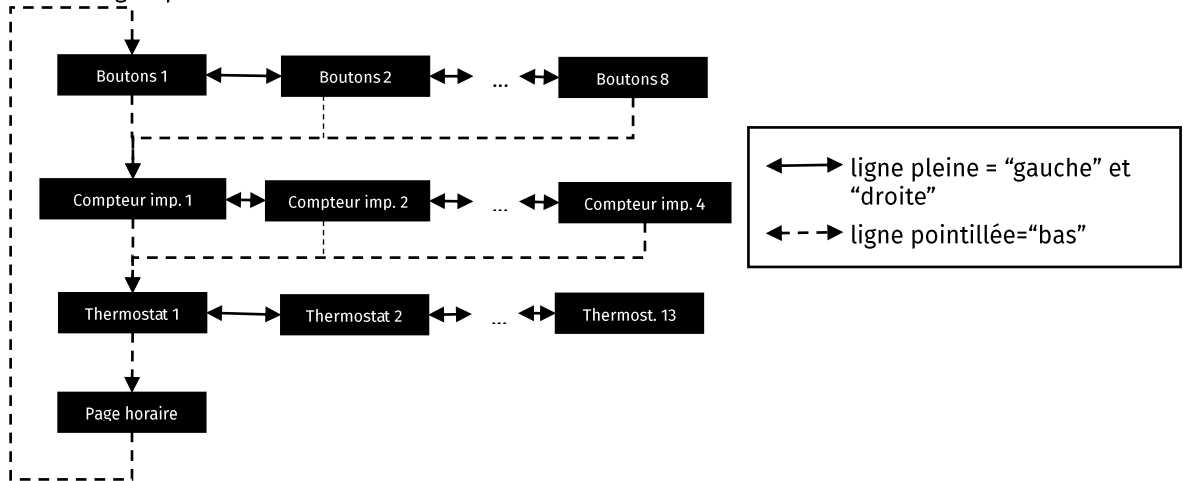 Boutons 1
Boutons 2
...
Boutons 8
Compteur imp. 1
Compteur imp. 2
...
Compteur imp. 4
Thermostat 1
Thermostat 2
...
Thermost. 13
Page horaire
ligne pleine = “gauche” et
“droite”
ligne pointillée=“bas”